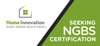 Home Innovation
SEEKING
NGBS
CERTIFICATION